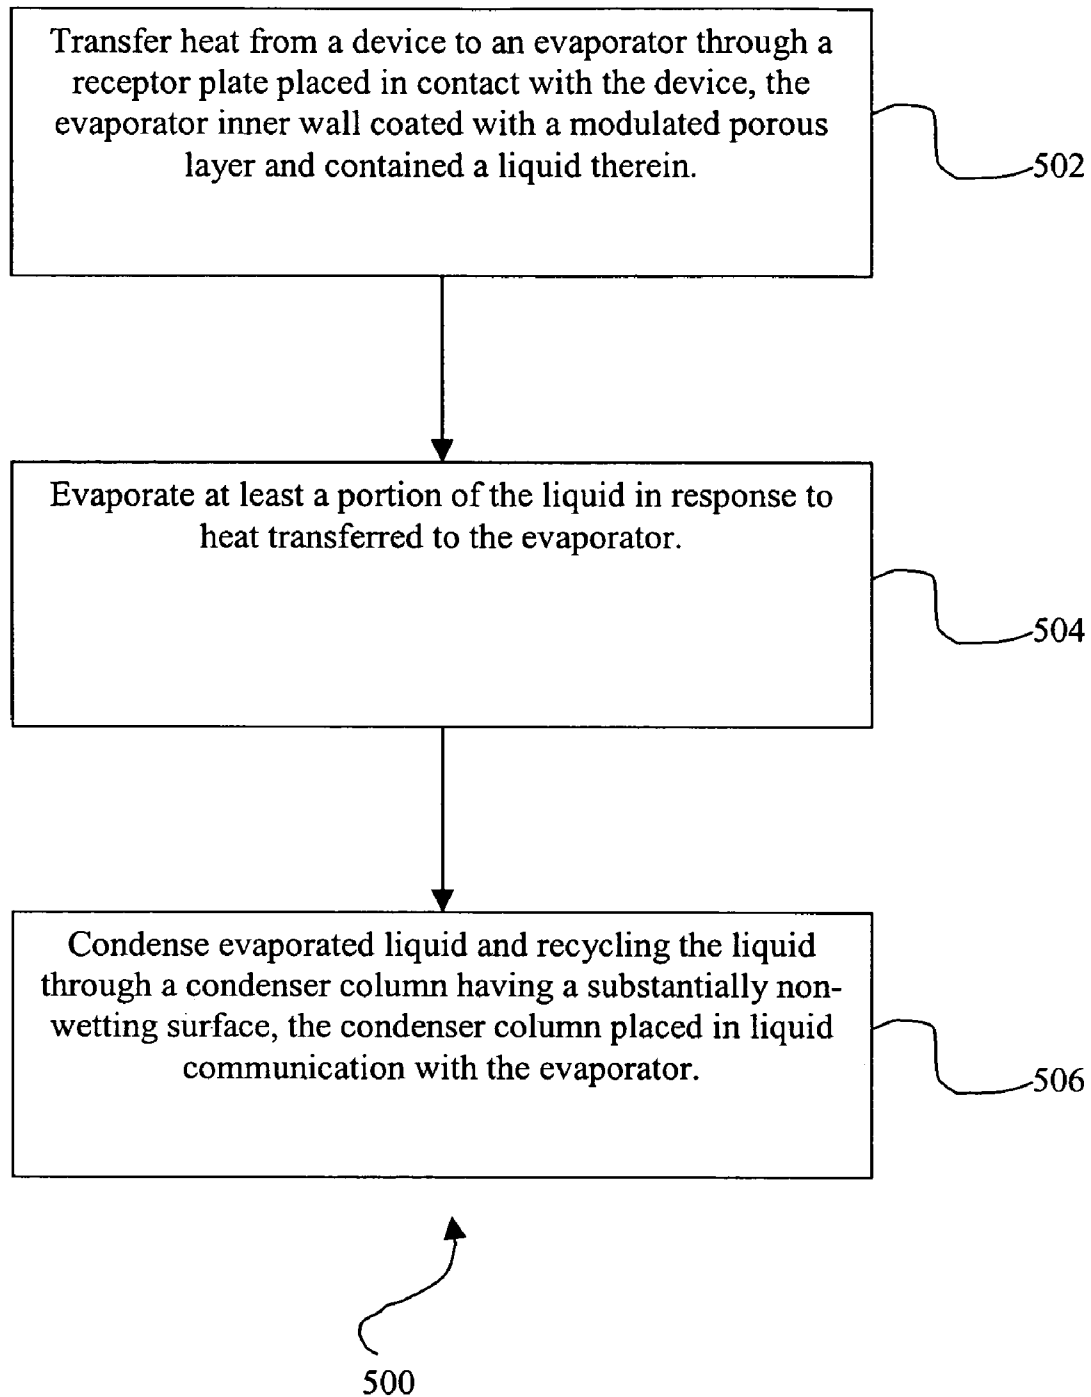 Transfer heat from a device to an evaporator through a
receptor plate placed in contact with the device, the
evaporator inner wall coated with a modulated porous
layer and contained a liquid therein.
502
Evaporate at least a portion of the liquid in response to
heat transferred to the evaporator.
504
Condense evaporated liquid and recycling the liquid
through a condenser column having a substantially non-
wetting surface, the condenser column placed in liquid
communication with the evaporator.
506
500